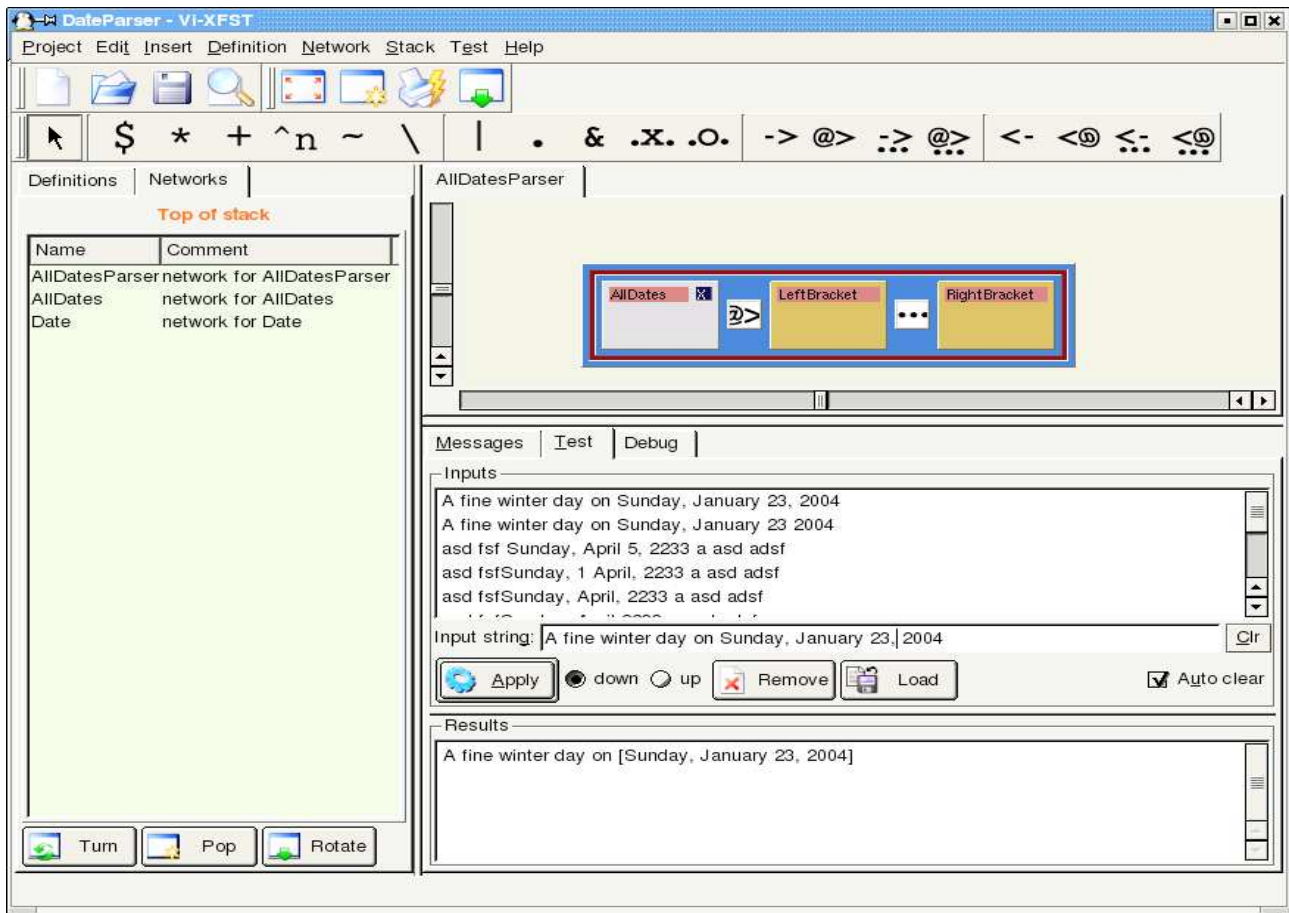 DateParser - Vi-XFST
Project Edit Insert Definition Network Stack Test Help
$ * + ^n ~ \ | . & .x. .o. -> @> ->... @>... <- <@ <-... <@...
Definitions Networks
Top of stack
Name Comment
AllDatesParser network for AllDatesParser
AllDates network for AllDates
Date network for Date
Turn Pop Rotate
AllDatesParser
AllDates X @> LeftBracket ... RightBracket
Messages Test Debug
Inputs
A fine winter day on Sunday, January 23, 2004
A fine winter day on Sunday, January 23 2004
asd fsf Sunday, April 5, 2233 a asd adsf
asd fsfSunday, 1 April, 2233 a asd adsf
asd fsfSunday, April, 2233 a asd adsf
Input string: A fine winter day on Sunday, January 23, 2004 Clr
Apply down up Remove Load Auto clear
Results
A fine winter day on [Sunday, January 23, 2004]